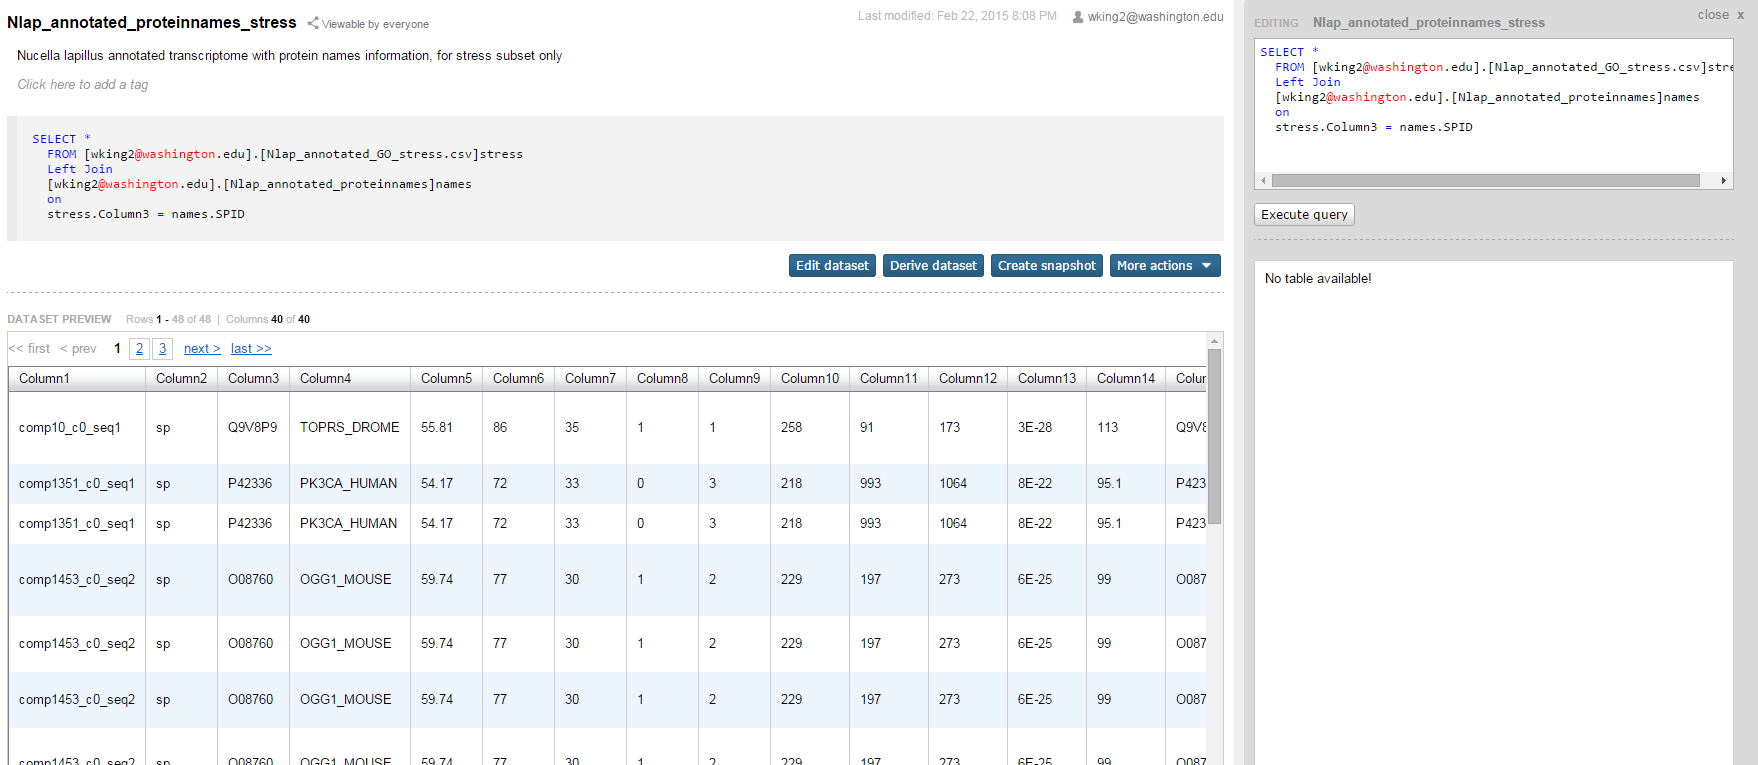 Nlap_annotated_proteinnames_stress Viewable by everyone Last modified: Feb 22, 2015 8:08 PM wking2@washington.edu
Nucella lapillus annotated transcriptome with protein names information, for stress subset only
Click here to add a tag
SELECT *
FROM [wking2@washington.edu].[Nlap_annotated_GO_stress.csv]stress
Left Join
[wking2@washington.edu].[Nlap_annotated_proteinnames]names
on
stress.Column3 = names.SPID
Edit dataset Derive dataset Create snapshot More actions
DATASET PREVIEW Rows 1 - 48 of 48 | Columns 40 of 40
<< first < prev 1 2 3 next > last >>
Column1 Column2 Column3 Column4 Column5 Column6 Column7 Column8 Column9 Column10 Column11 Column12 Column13 Column14 Colur
comp10_c0_seq1 sp Q9V8P9 TOPRS_DROME 55.81 86 35 1 1 258 91 173 3E-28 113 Q9V8
comp1351_c0_seq1 sp P42336 PK3CA_HUMAN 54.17 72 33 0 3 218 993 1064 8E-22 95.1 P423
comp1351_c0_seq1 sp P42336 PK3CA_HUMAN 54.17 72 33 0 3 218 993 1064 8E-22 95.1 P423
comp1453_c0_seq2 sp O08760 OGG1_MOUSE 59.74 77 30 1 2 229 197 273 6E-25 99 O087
comp1453_c0_seq2 sp O08760 OGG1_MOUSE 59.74 77 30 1 2 229 197 273 6E-25 99 O087
comp1453_c0_seq2 sp O08760 OGG1_MOUSE 59.74 77 30 1 2 229 197 273 6E-25 99 O087
comp1453_c0_seq2 sp O08760 OGG1_MOUSE 59.74 77 30 1 2 229 197 273 6E-25 99 O087
close x
EDITING Nlap_annotated_proteinnames_stress
SELECT *
FROM [wking2@washington.edu].[Nlap_annotated_GO_stress.csv]stre
Left Join
[wking2@washington.edu].[Nlap_annotated_proteinnames]names
on
stress.Column3 = names.SPID
Execute query
No table available!